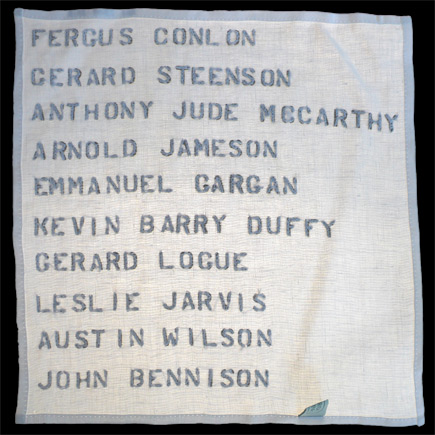 FERGUS CONLON
GERARD STEENSON
ANTHONY JUDE MCCARTHY
ARNOLD JAMESON
EMMANUEL GARGAN
KEVIN BARRY DUFFY
GERARD LOGUE
LESLIE JARVIS
AUSTIN WILSON
JOHN BENNISON